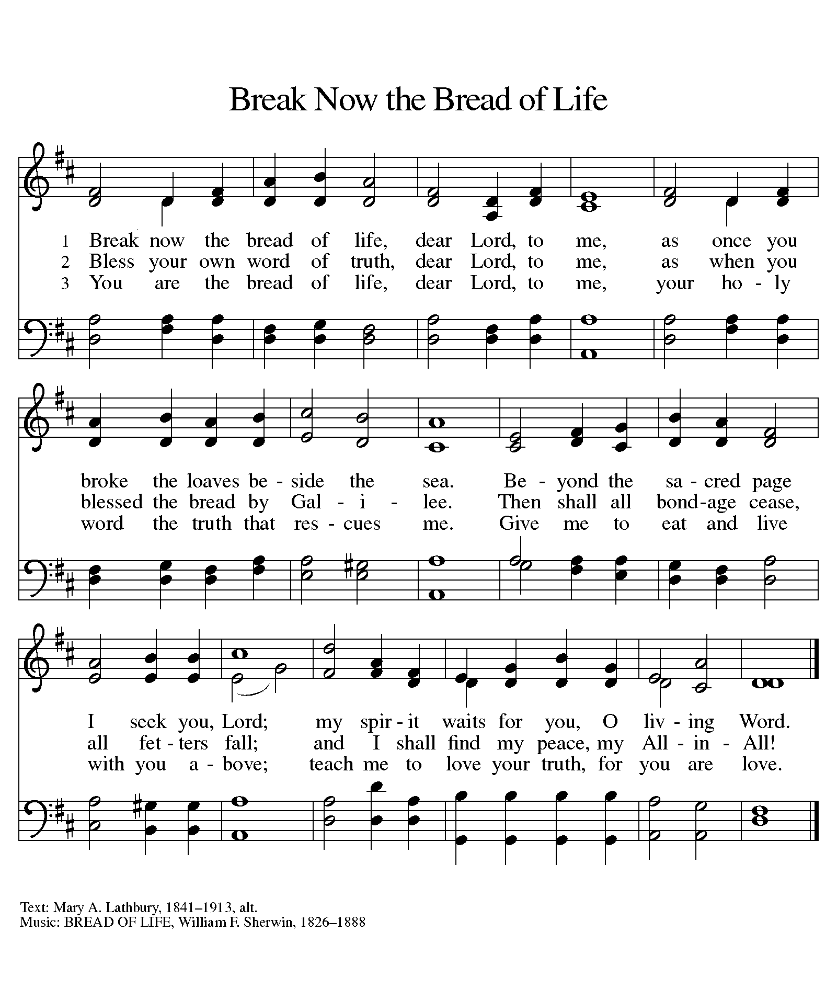 Break Now the Bread of Life
1 Break now the bread of life, dear Lord, to me, as once you
2 Bless your own word of truth, dear Lord, to me, as when you
3 You are the bread of life, dear Lord, to me, your ho - ly
broke the loaves be - side the sea. Be - yond the sa - cred page
blessed the bread by Gal - i - lee. Then shall all bond - age cease,
word the truth that res - cues me. Give me to eat and live
I seek you, Lord; my spir - it waits for you, O liv - ing Word.
all fet - ters fall; and I shall find my peace, my All - in - All!
with you a - bove; teach me to love your truth, for you are love.
Text: Mary A. Lathbury, 1841–1913, alt.
Music: BREAD OF LIFE, William F. Sherwin, 1826–1888